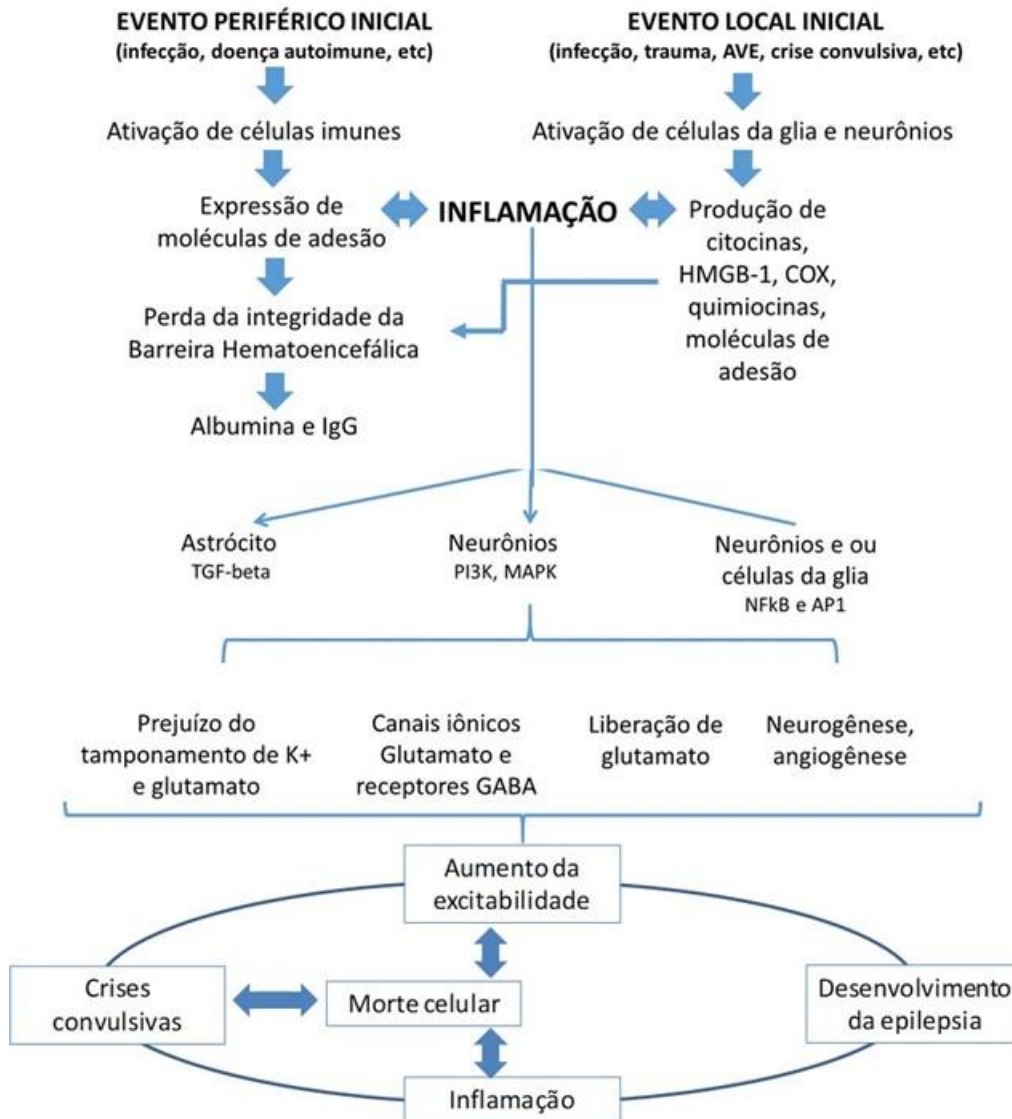 EVENTO PERIFÉRICO INICIAL
(infecção, doença autoimune, etc)
EVENTO LOCAL INICIAL
(infecção, trauma, AVE, crise convulsiva, etc)
Ativação de células imunes
Ativação de células da glia e neurônios
Expressão de
moléculas de adesão
INFLAMAÇÃO
Produção de
citocinas,
HMGB-1, COX,
quimiocinas,
moléculas de
adesão
Perda da integridade da
Barreira Hematoencefálica
Albumina e IgG
Astrócito
TGF-beta
Neurônios
PI3K, MAPK
Neurônios e ou
células da glia
NFkB e AP1
Prejuízo do
tamponamento de K+
e glutamato
Canais iônicos
Glutamato e
receptores GABA
Liberação de
glutamato
Neurogênese,
angiogênese
Aumento da
excitabilidade
Crises
convulsivas
Morte celular
Desenvolvimento
da epilepsia
Inflamação